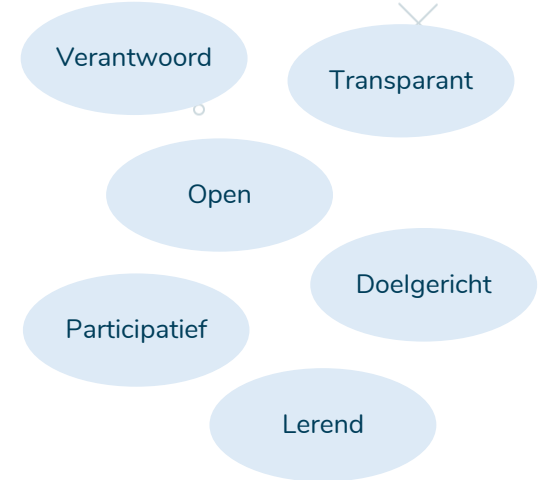 Verantwoord
Transparant
Open
Doelgericht
Participatief
Lerend